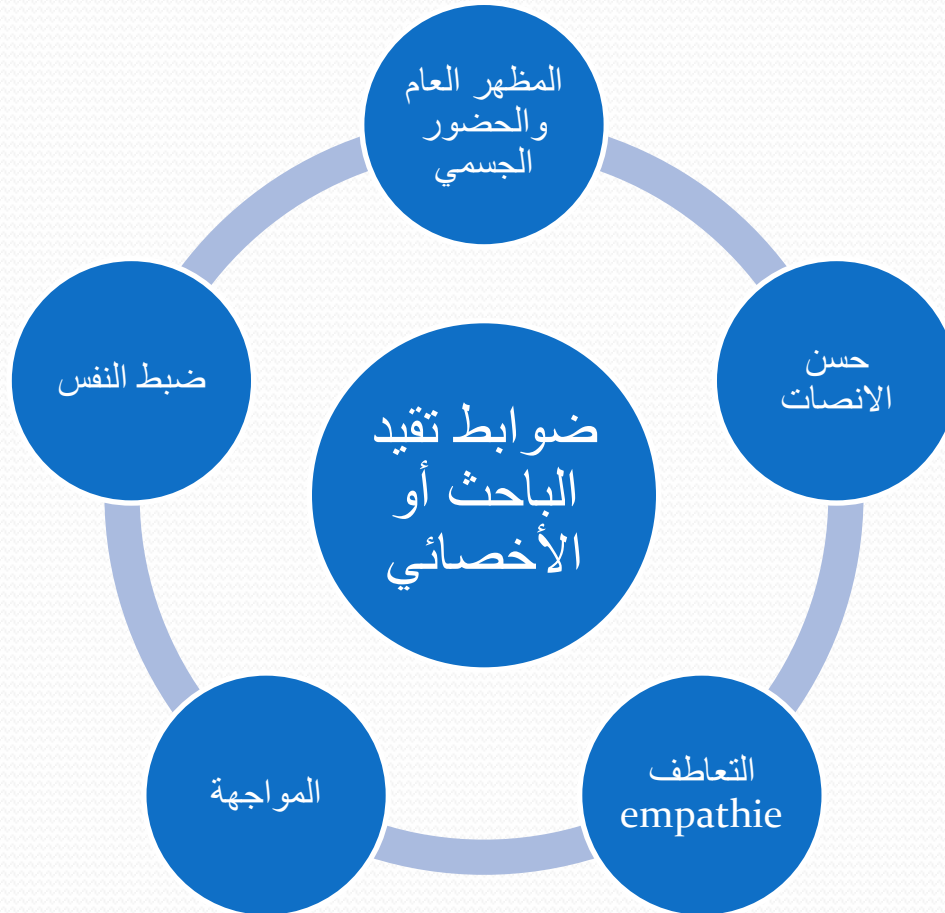 المظهر العام
والحضور
الجسمي
حسن
الانصات
التعاطف
empathie
المواجهة
ضبط النفس
ضوابط تقيد
الباحث أو
الأخصائي